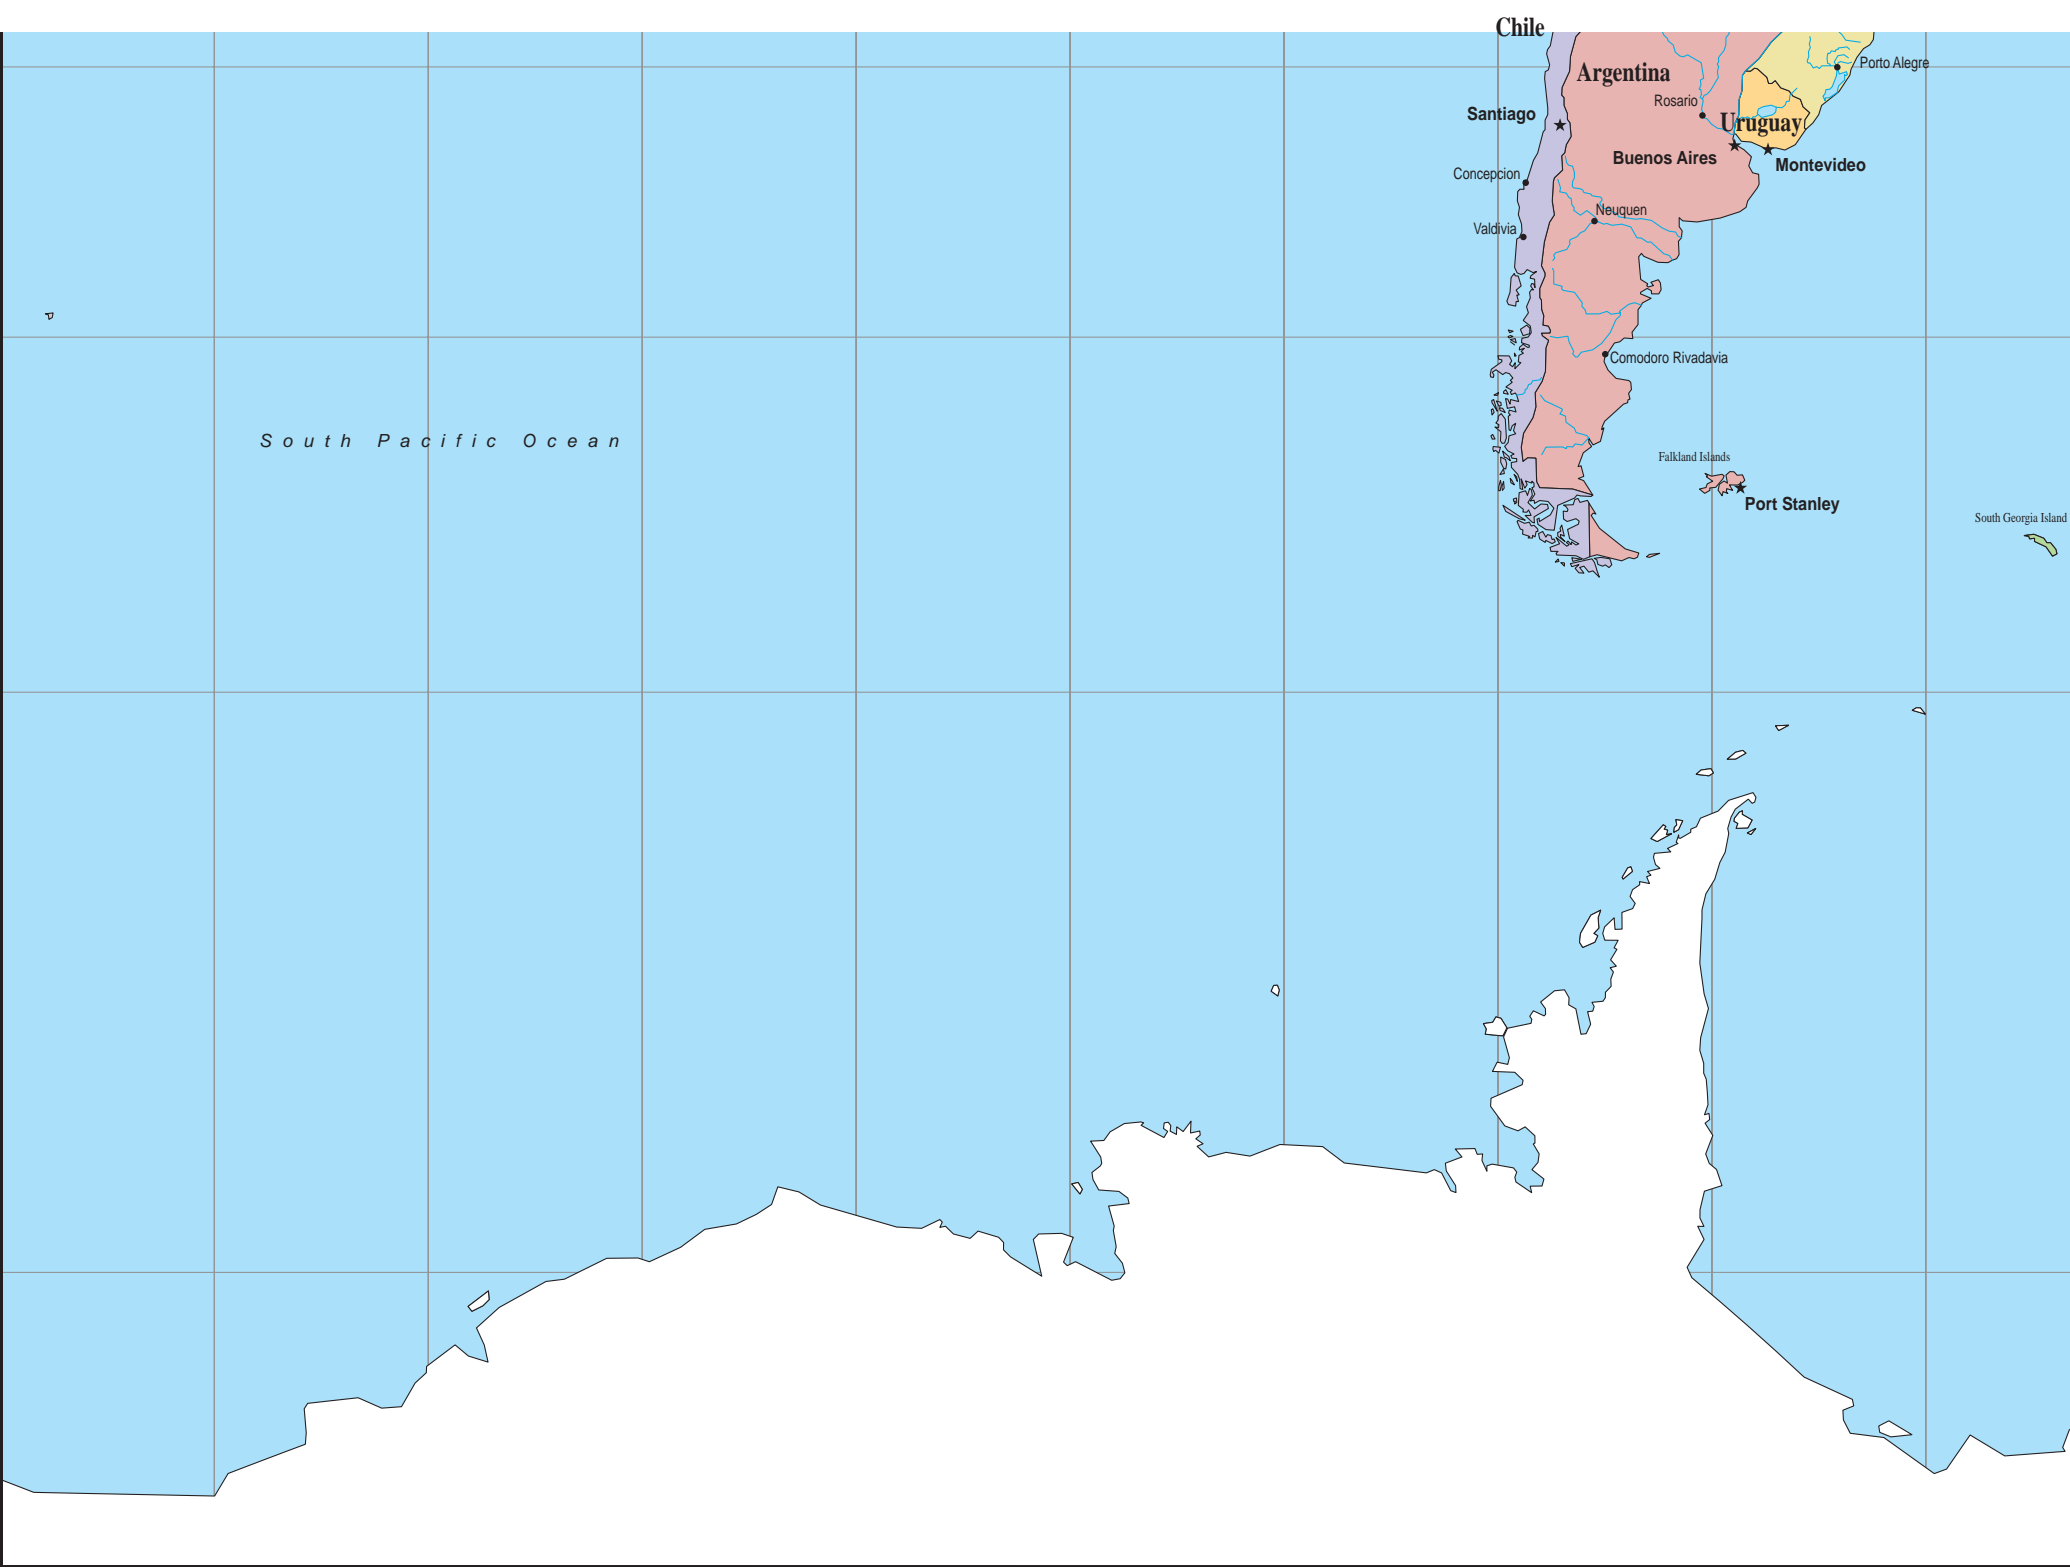 Chile
Porto Alegre
Argentina
Rosario
Santiago
Uruguay
Buenos Aires
Montevideo
Concepcion
Neuquen
Valdivia
Comodoro Rivadavia
South Pacific Ocean
Falkland Islands
Port Stanley
South Georgia Island